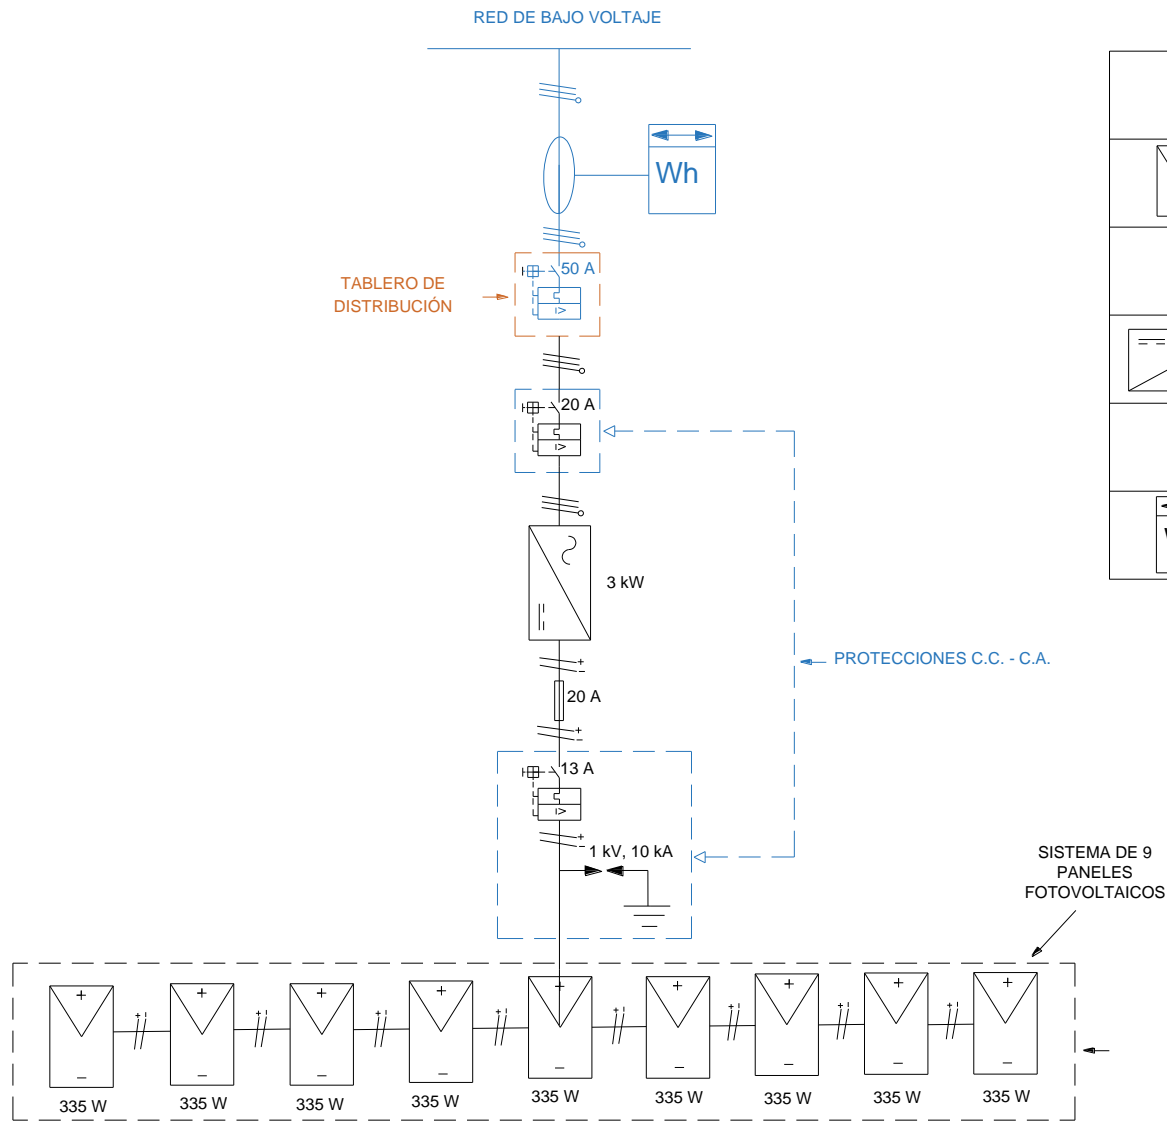 RED DE BAJO VOLTAJE
Wh
50 A
TABLERO DE
DISTRIBUCIÓN
20 A
3 kW
PROTECCIONES C.C. - C.A.
+
-
20 A
+
-
13 A
+
-
1 kV, 10 kA
SISTEMA DE 9
PANELES
FOTOVOLTAICOS
335 W
335 W
335 W
335 W
335 W
335 W
335 W
335 W
335 W